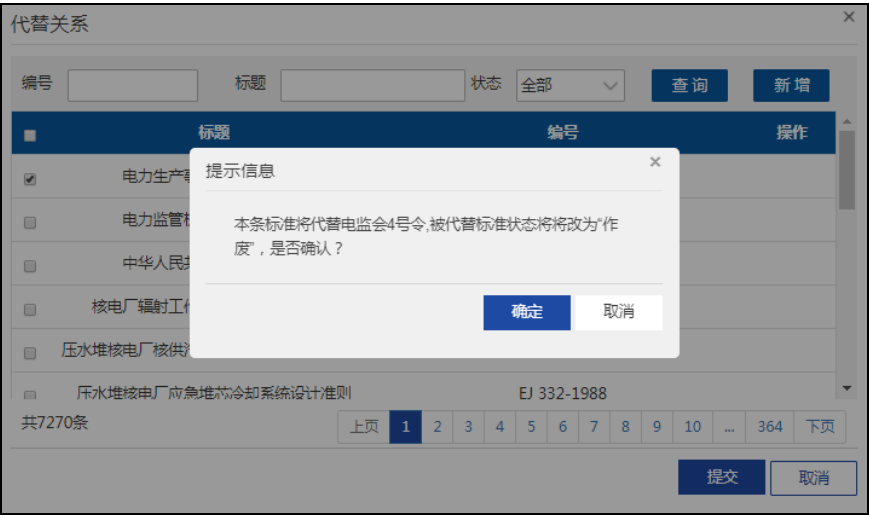 代替关系
编号 标题 状态 全部 查询 新增
标题 编号 操作
提示信息
电力生产
本条标准将代替电监会4号令,被代替标准状态将将改为“作
废”，是否确认？
电力监管
中华人民
核电厂辐射工
确定 取消
压水堆核电厂核供
压水堆核电厂应急堆芯冷却系统设计准则 EJ 332-1988
共7270条 上页 1 2 3 4 5 6 7 8 9 10 ... 364 下页
提交 取消